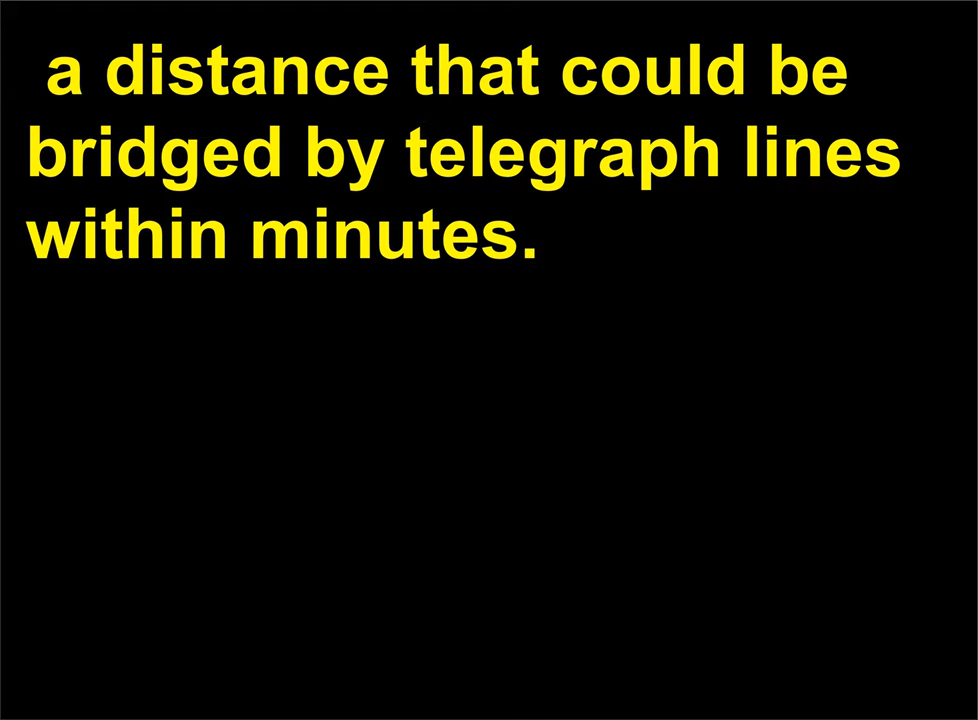 a distance that could be
bridged by telegraph lines
within minutes.